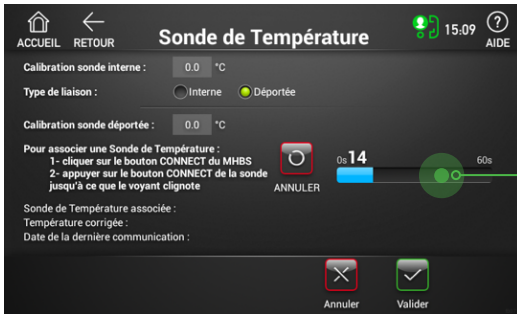 Sonde de Température
15:09
ACCUEIL RETOUR AIDE
Calibration sonde interne : 0.0 °C
Type de liaison : Interne Déportée
Calibration sonde déportée : 0.0 °C
Pour associer une Sonde de Température :
1- cliquer sur le bouton CONNECT du MHBS
2- appuyer sur le bouton CONNECT de la sonde
jusqu'à ce que le voyant clignote
ANNULER
0s 14 60s
Sonde de Température associée :
Température corrigée :
Date de la dernière communication :
Annuler Valider